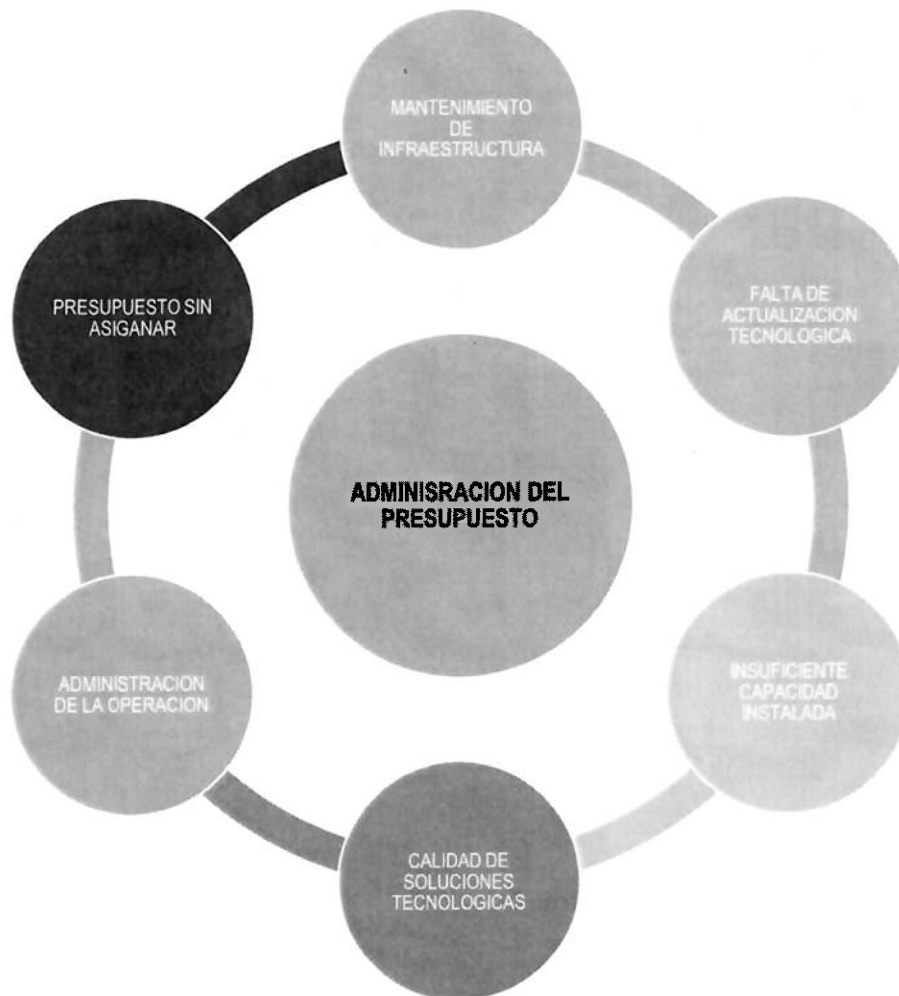 MANTENIMIENTO
DE
INFRAESTRUCTURA
FALTA DE
ACTUALIZACION
TECNOLOGICA
INSUFICIENTE
CAPACIDAD
INSTALADA
CALIDAD DE
SOLUCIONES
TECNOLOGICAS
ADMINISTRACION
DE LA OPERACION
PRESUPUESTO SIN
ASIGANAR
ADMINISRACION DEL
PRESUPUESTO